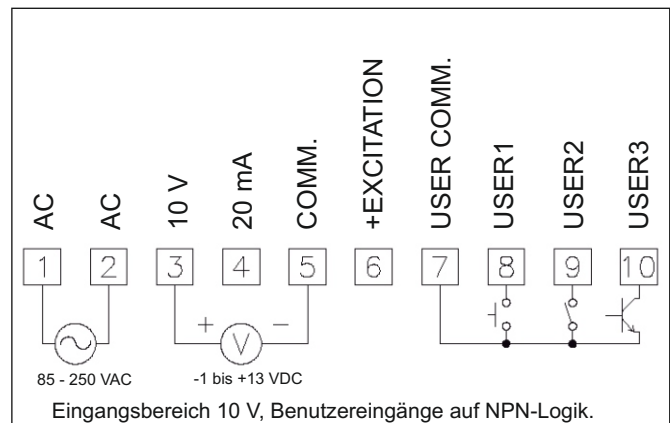 AC AC 10 V 20 mA COMM. +EXCITATION USER COMM. USER1 USER2 USER3
1 2 3 4 5 6 7 8 9 10
+ V −
85 - 250 VAC -1 bis +13 VDC
Eingangsbereich 10 V, Benutzereingänge auf NPN-Logik.